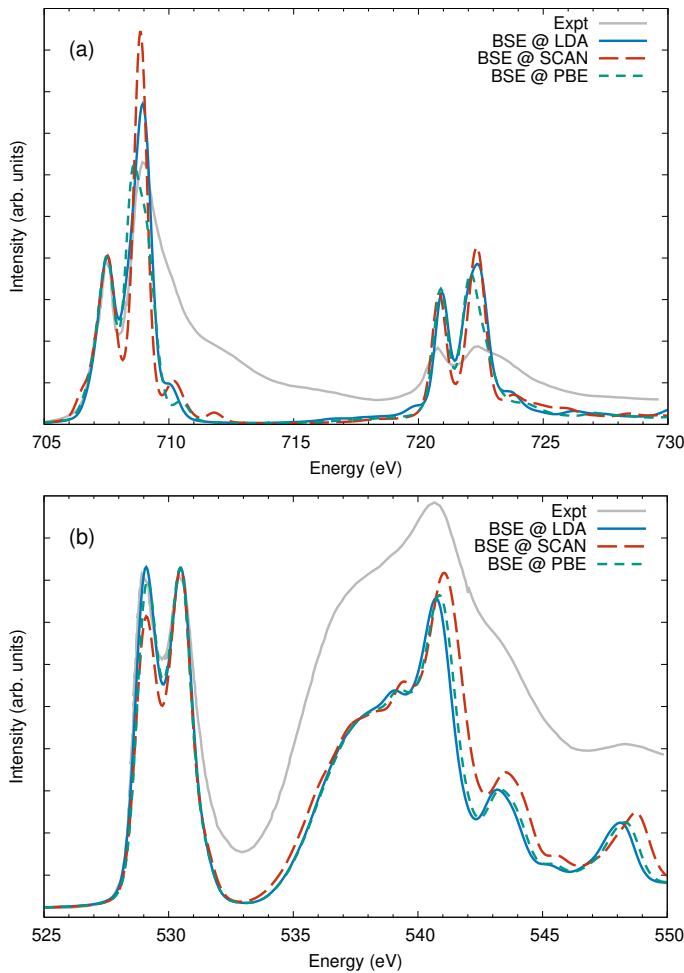 (a)
Expt
BSE @ LDA
BSE @ SCAN
BSE @ PBE
Intensity (arb. units)
705 710 715 720 725 730
Energy (eV)
(b)
Expt
BSE @ LDA
BSE @ SCAN
BSE @ PBE
Intensity (arb. units)
525 530 535 540 545 550
Energy (eV)